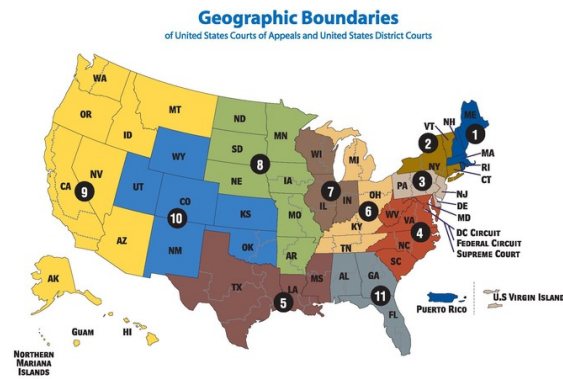 Geographic Boundaries
of United States Courts of Appeals and United States District Courts
WA
OR
ID
MT
NV
CA
9
AZ
AK
GUAM
HI
NORTHERN
MARIANA
ISLANDS
WY
UT
CO
10
KS
NM
OK
ND
SD
8
MN
NE
IA
MO
AR
TX
LA
MS
5
WI
7
IL
IN
MI
OH
6
KY
TN
AL
GA
11
FL
WV
VA
4
NC
SC
PA
3
NY
2
VT
NH
ME
1
MA
RI
CT
NJ
DE
MD
DC CIRCUIT
FEDERAL CIRCUIT
SUPREME COURT
PUERTO RICO
U.S VIRGIN ISLAND